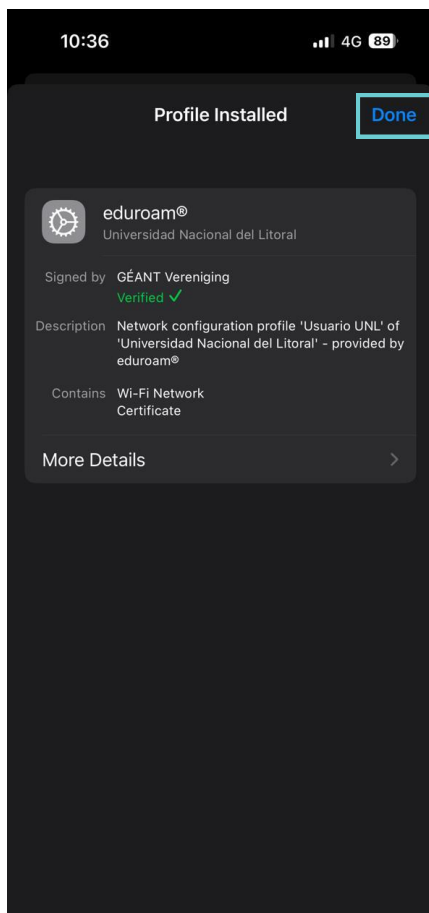 10:36 4G 89
Profile Installed Done
eduroam®
Universidad Nacional del Litoral
Signed by GÉANT Vereniging
Verified ✓
Description Network configuration profile 'Usuario UNL' of
'Universidad Nacional del Litoral' - provided by
eduroam®
Contains Wi-Fi Network
Certificate
More Details